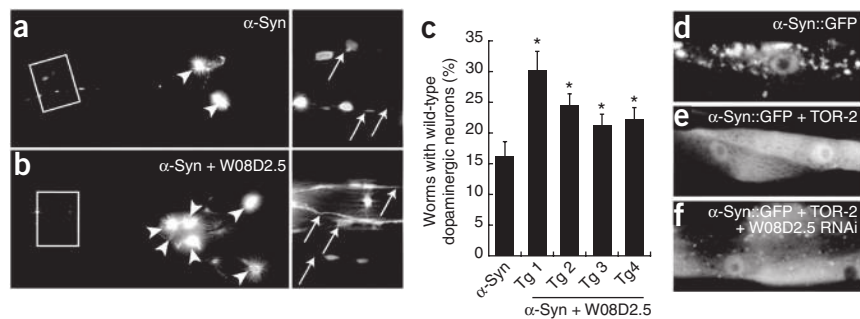 a
α-Syn
b
α-Syn + W08D2.5
c
Worms with wild-type
dopaminergic neurons (%)
35
30
25
20
15
10
5
0
*
*
*
*
α-Syn
Tg 1
Tg 2
Tg 3
Tg4
α-Syn + W08D2.5
d
α-Syn::GFP
e
α-Syn::GFP + TOR-2
f
α-Syn::GFP + TOR-2
+ W08D2.5 RNAi